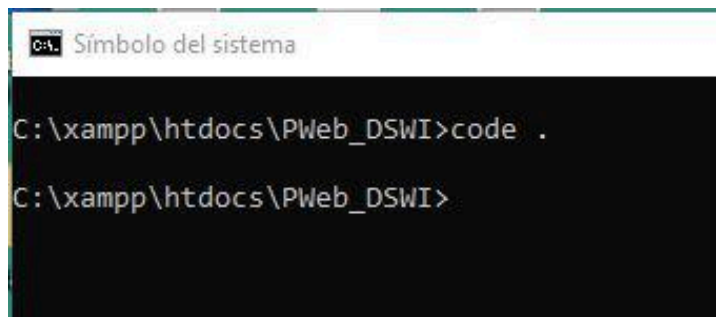 C:\. Símbolo del sistema
C:\xampp\htdocs\PWeb_DSWI>code .
C:\xampp\htdocs\PWeb_DSWI>